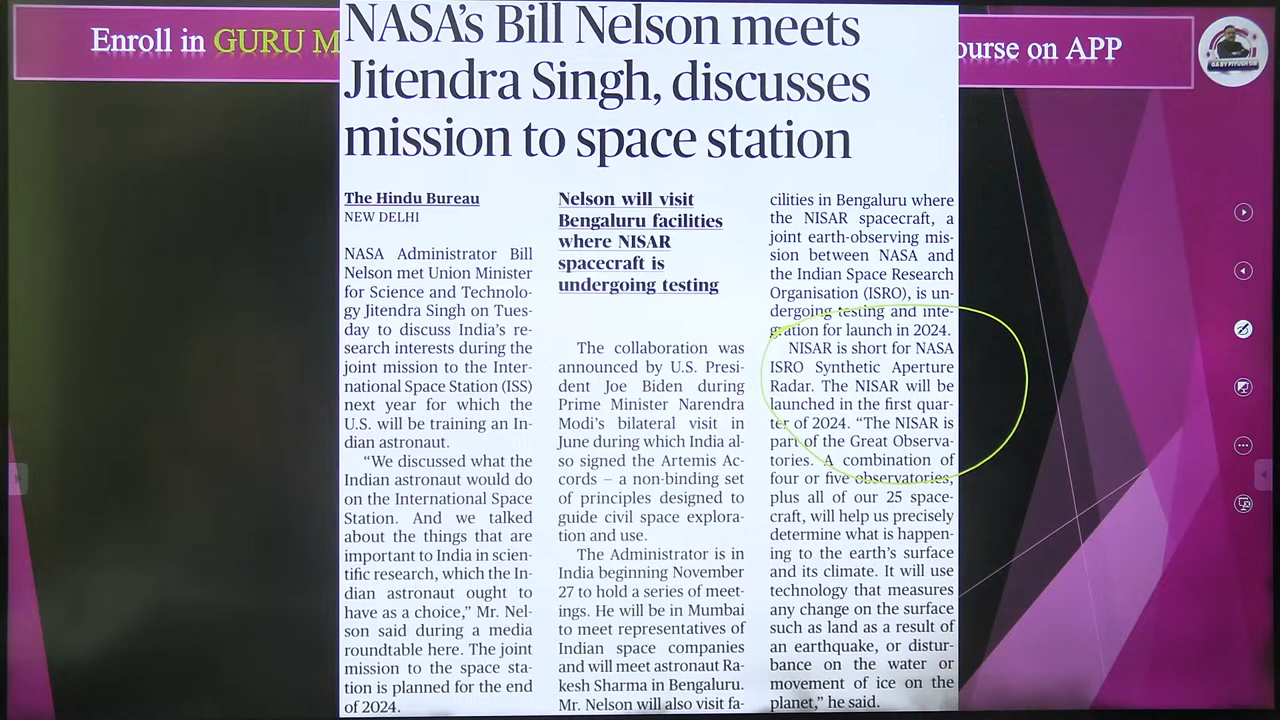 Enroll in GURU M
ourse on APP
GA BY PIYUSH SIR
NASA's Bill Nelson meets
Jitendra Singh, discusses
mission to space station
The Hindu Bureau
NEW DELHI
NASA Administrator Bill
Nelson met Union Minister
for Science and Technolo-
gy Jitendra Singh on Tues-
day to discuss India's re-
search interests during the
joint mission to the Inter-
national Space Station (ISS)
next year for which the
U.S. will be training an In-
dian astronaut.
“We discussed what the
Indian astronaut would do
on the International Space
Station. And we talked
about the things that are
important to India in scien-
tific research, which the In-
dian astronaut ought to
have as a choice,” Mr. Nel-
son said during a media
roundtable here. The joint
mission to the space sta-
tion is planned for the end
of 2024.
Nelson will visit
Bengaluru facilities
where NISAR
spacecraft is
undergoing testing
The collaboration was
announced by U.S. Presi-
dent Joe Biden during
Prime Minister Narendra
Modi's bilateral visit in
June during which India al-
so signed the Artemis Ac-
cords – a non-binding set
of principles designed to
guide civil space explora-
tion and use.
The Administrator is in
India beginning November
27 to hold a series of meet-
ings. He will be in Mumbai
to meet representatives of
Indian space companies
and will meet astronaut Ra-
kesh Sharma in Bengaluru.
Mr. Nelson will also visit fa-
cilities in Bengaluru where
the NISAR spacecraft, a
joint earth-observing mis-
sion between NASA and
the Indian Space Research
Organisation (ISRO), is un-
dergoing testing and inte-
gration for launch in 2024.
NISAR is short for NASA
ISRO Synthetic Aperture
Radar. The NISAR will be
launched in the first quar-
ter of 2024. “The NISAR is
part of the Great Observa-
tories. A combination of
four or five observatories,
plus all of our 25 space-
craft, will help us precisely
determine what is happen-
ing to the earth's surface
and its climate. It will use
technology that measures
any change on the surface
such as land as a result of
an earthquake, or distur-
bance on the water or
movement of ice on the
planet,” he said.